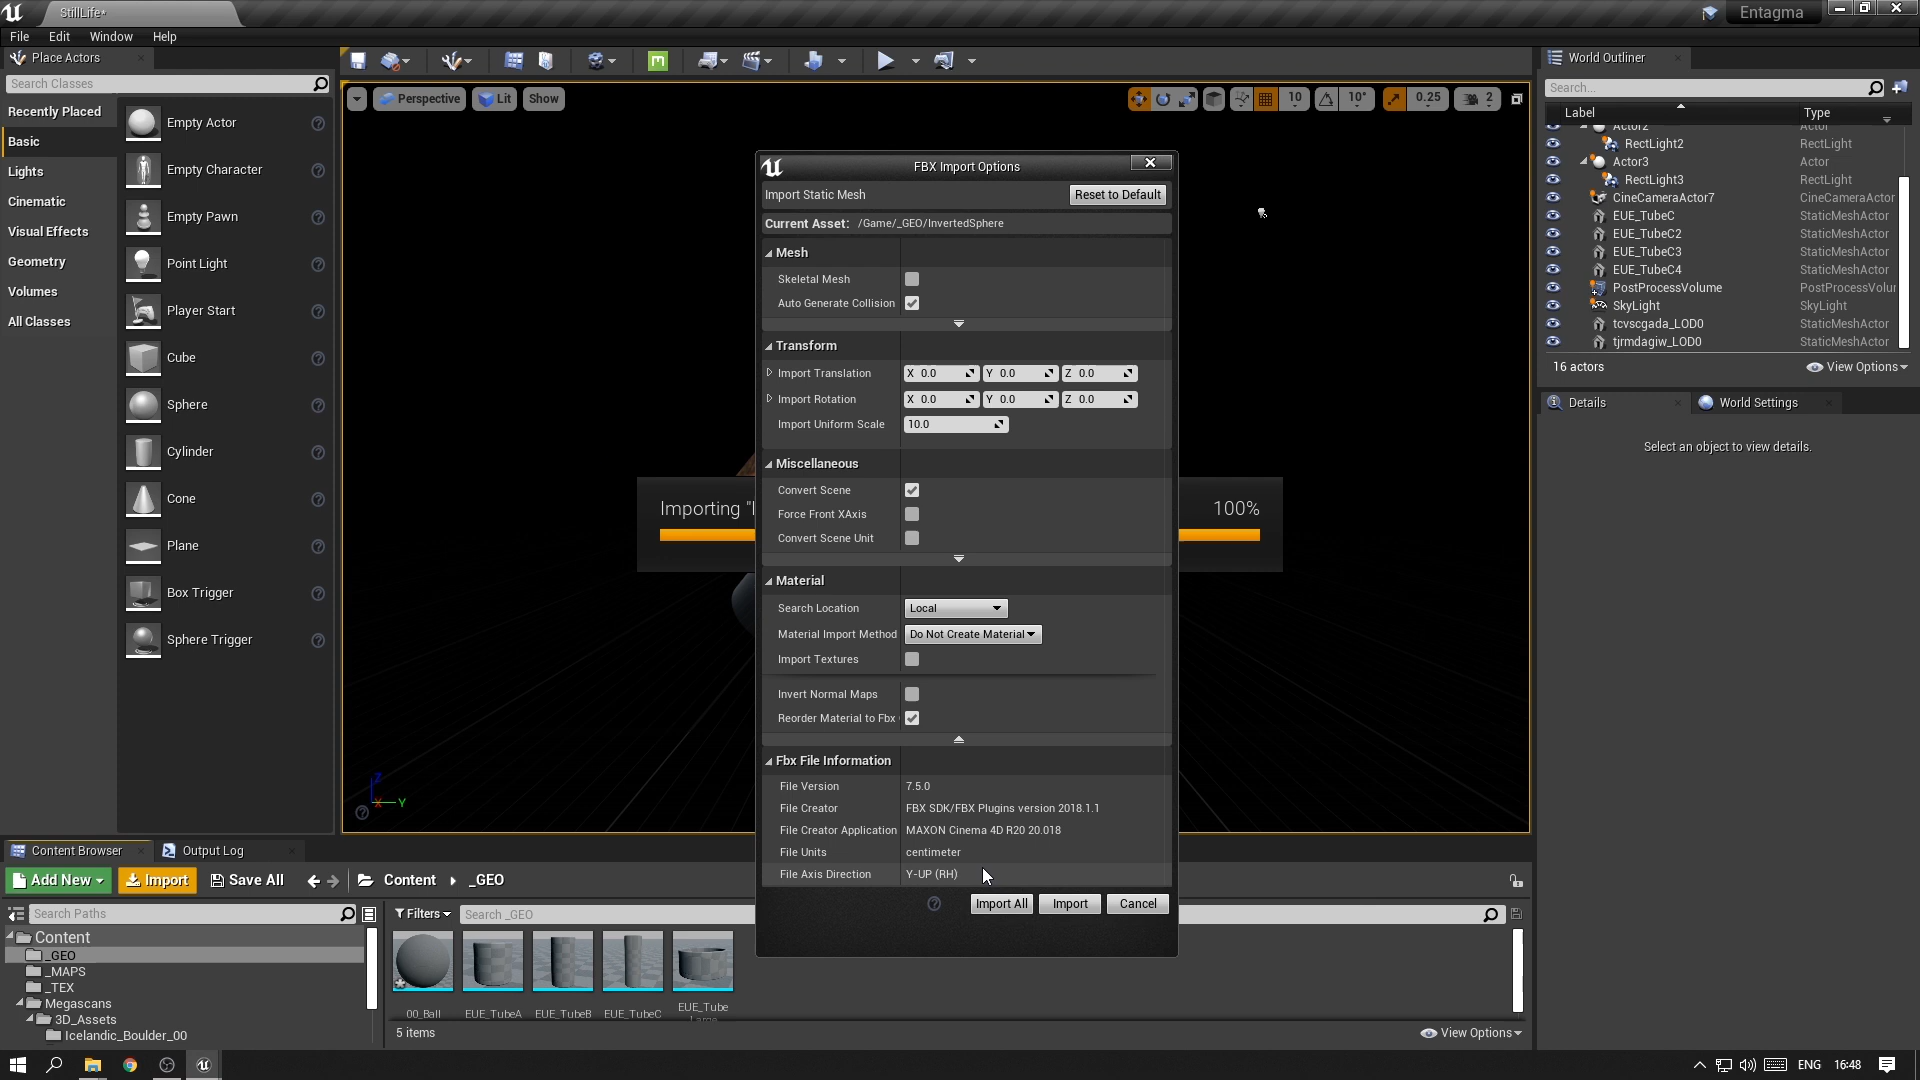 StillLife*
Entagma
File Edit Window Help
Place Actors
Search Classes
Recently Placed
Basic
Lights
Cinematic
Visual Effects
Geometry
Volumes
All Classes
Empty Actor
Empty Character
Empty Pawn
Point Light
Player Start
Cube
Sphere
Cylinder
Cone
Plane
Box Trigger
Sphere Trigger
Perspective Lit Show
10 10° 0.25 2
FBX Import Options
Import Static Mesh Reset to Default
Current Asset: /Game/_GEO/InvertedSphere
Mesh
Skeletal Mesh
Auto Generate Collision
Transform
Import Translation X 0.0 Y 0.0 Z 0.0
Import Rotation X 0.0 Y 0.0 Z 0.0
Import Uniform Scale 10.0
Miscellaneous
Convert Scene
Force Front XAxis
Convert Scene Unit
Material
Search Location Local
Material Import Method Do Not Create Material
Import Textures
Invert Normal Maps
Reorder Material to Fbx
Fbx File Information
File Version 7.5.0
File Creator FBX SDK/FBX Plugins version 2018.1.1
File Creator Application MAXON Cinema 4D R20 20.018
File Units centimeter
File Axis Direction Y-UP (RH)
Import All Import Cancel
Importing "I
100%
Z
X Y
World Outliner
Search...
Label Type
Actor2 Actor
RectLight2 RectLight
Actor3 Actor
RectLight3 RectLight
CineCameraActor7 CineCameraActor
EUE_TubeC StaticMeshActor
EUE_TubeC2 StaticMeshActor
EUE_TubeC3 StaticMeshActor
EUE_TubeC4 StaticMeshActor
PostProcessVolume PostProcessVolur
SkyLight SkyLight
tcvscgada_LOD0 StaticMeshActor
tjrmdagiw_LOD0 StaticMeshActor
16 actors View Options
Details World Settings
Select an object to view details.
Content Browser Output Log
Add New Import Save All Content _GEO
Search Paths
Filters Search _GEO
Content
_GEO
_MAPS
_TEX
Megascans
3D_Assets
Icelandic_Boulder_00
00_Ball EUE_TubeA EUE_TubeB EUE_TubeC EUE_Tube
5 items View Options
ENG 16:48